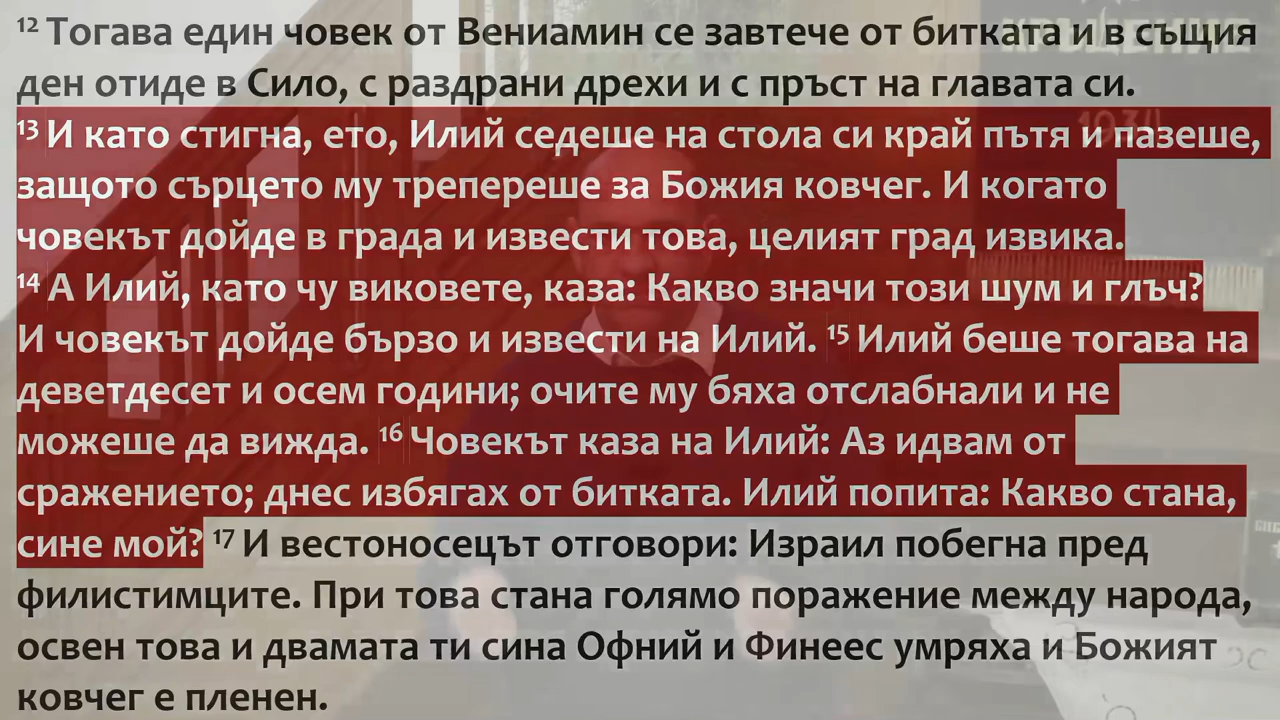 12 Тогава един човек от Вениамин се завтече от битката и в същия
ден отиде в Сило, с раздрани дрехи и с пръст на главата си.
13 И като стигна, ето, Илий седеше на стола си край пътя и пазеше,
защото сърцето му трепереше за Божия ковчег. И когато
човекът дойде в града и извести това, целият град извика.
14 А Илий, като чу виковете, каза: Какво значи този шум и глъч?
И човекът дойде бързо и извести на Илий. 15 Илий беше тогава на
деветдесет и осем години; очите му бяха отслабнали и не
можеше да вижда. 16 Човекът каза на Илий: Аз идвам от
сражението; днес избягах от битката. Илий попита: Какво стана,
сине мой? 17 И вестоносецът отговори: Израил побегна пред
филистимците. При това стана голямо поражение между народа,
освен това и двамата ти сина Офний и Финеес умряха и Божият
ковчег е пленен.